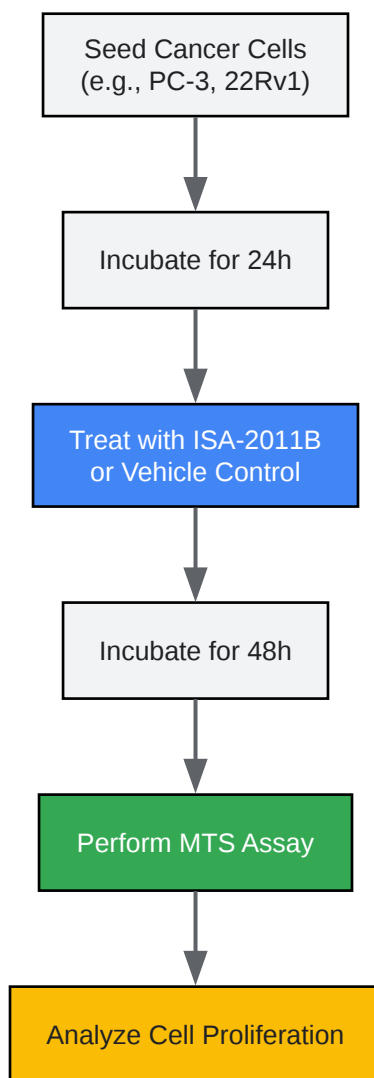 Seed Cancer Cells
(e.g., PC-3, 22Rv1)
Incubate for 24h
Treat with ISA-2011B
or Vehicle Control
Incubate for 48h
Perform MTS Assay
Analyze Cell Proliferation